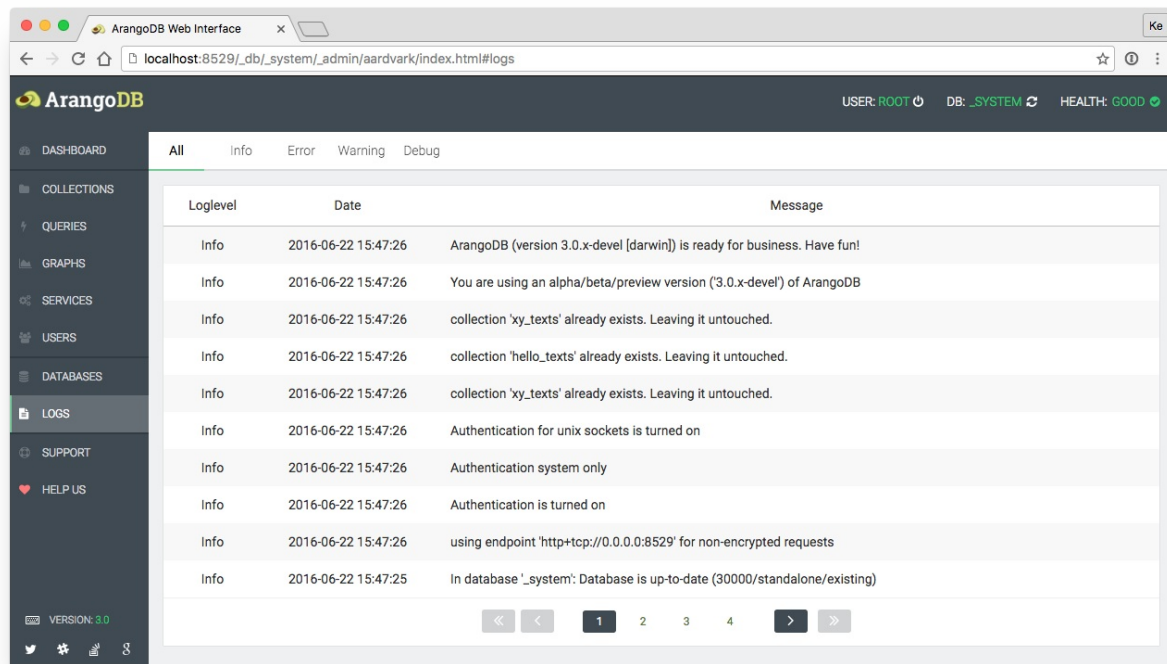 ArangoDB Web Interface
Ke
localhost:8529/_db/_system/_admin/aardvark/index.html#logs
ArangoDB
USER: ROOT DB: _SYSTEM HEALTH: GOOD
DASHBOARD
COLLECTIONS
QUERIES
GRAPHS
SERVICES
USERS
DATABASES
LOGS
SUPPORT
HELP US
VERSION: 3.0
All Info Error Warning Debug
Loglevel Date Message
Info 2016-06-22 15:47:26 ArangoDB (version 3.0.x-devel [darwin]) is ready for business. Have fun!
Info 2016-06-22 15:47:26 You are using an alpha/beta/preview version ('3.0.x-devel') of ArangoDB
Info 2016-06-22 15:47:26 collection 'xy_texts' already exists. Leaving it untouched.
Info 2016-06-22 15:47:26 collection 'hello_texts' already exists. Leaving it untouched.
Info 2016-06-22 15:47:26 collection 'xy_texts' already exists. Leaving it untouched.
Info 2016-06-22 15:47:26 Authentication for unix sockets is turned on
Info 2016-06-22 15:47:26 Authentication system only
Info 2016-06-22 15:47:26 Authentication is turned on
Info 2016-06-22 15:47:26 using endpoint 'http+tcp://0.0.0.0:8529' for non-encrypted requests
Info 2016-06-22 15:47:25 In database '_system': Database is up-to-date (30000/standalone/existing)
1 2 3 4